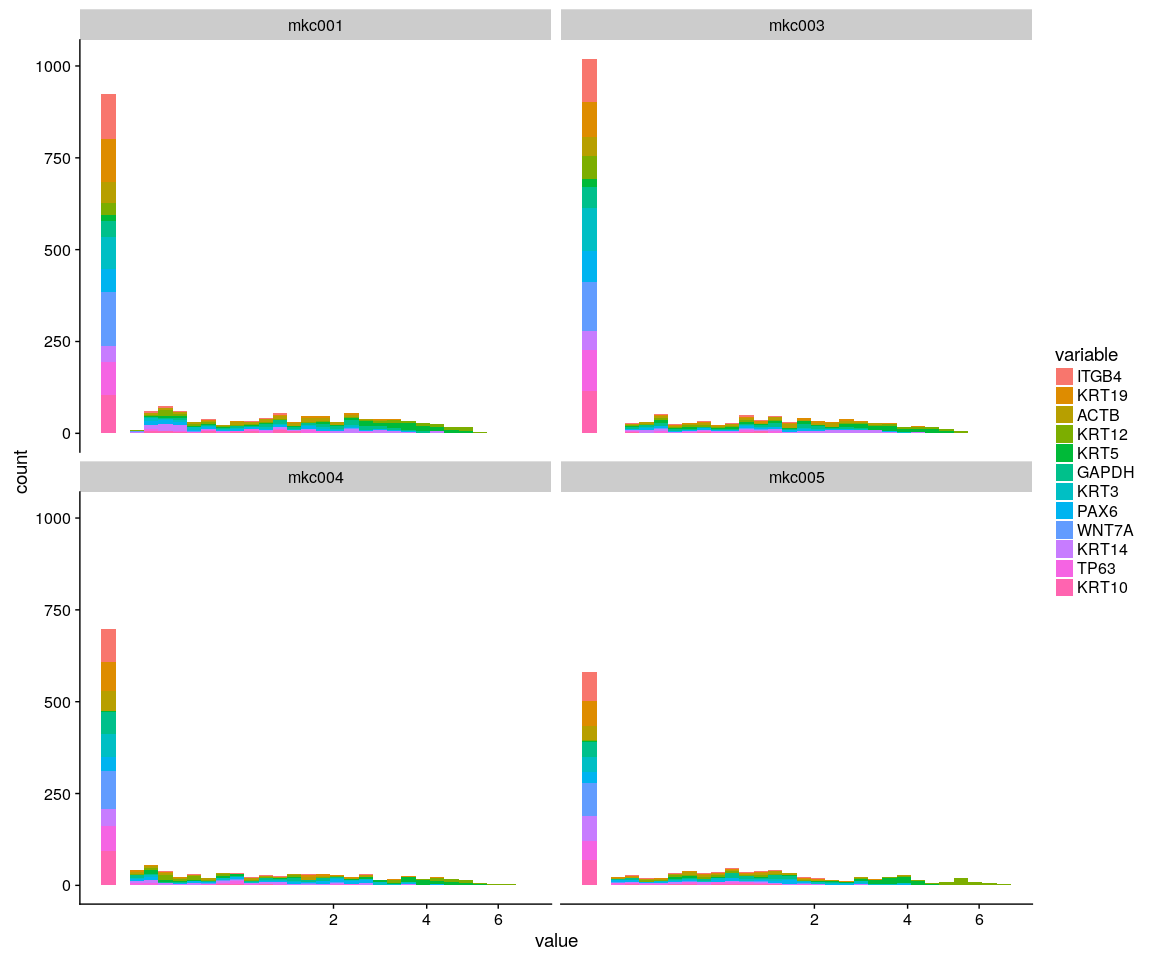 mkc001
mkc003
1000
750
500
250
0
mkc004
mkc005
1000
750
500
250
0
2
4
6
2
4
6
value
count
variable
ITGB4
KRT19
ACTB
KRT12
KRT5
GAPDH
KRT3
PAX6
WNT7A
KRT14
TP63
KRT10